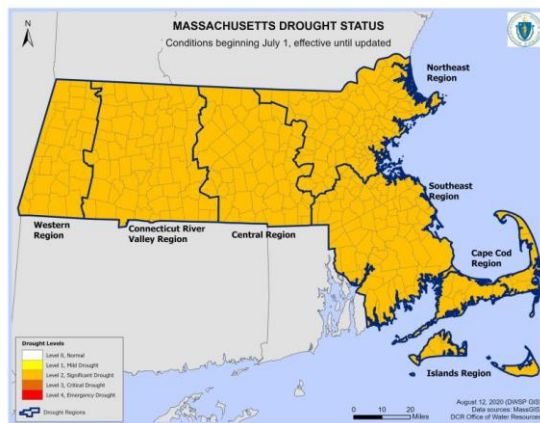 MASSACHUSETTS DROUGHT STATUS
Conditions beginning July 1, effective until updated
N
Northeast
Region
Southeast
Region
Western
Region
Connecticut River
Valley Region
Central Region
Cape Cod
Region
Islands Region
Drought Levels
Level 0, Normal
Level 1, Mild Drought
Level 2, Significant Drought
Level 3, Critical Drought
Level 4, Emergency Drought
Drought Regions
0 10 20
Miles
August 12, 2020 (DWSP GIS)
Data sources: MassGIS,
DCR Office of Water Resources